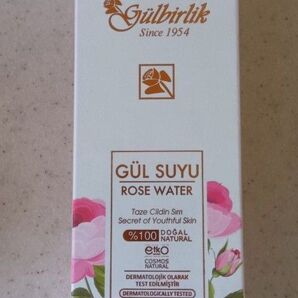 Gülbirlik
Since 1954
GÜL SUYU
ROSE WATER
Taze Cildin Sırrı
Secret of Youthful Skin
%100 DOĞAL
NATURAL
etko
COSMOS
NATURAL
DERMATOLOJİK OLARAK
TEST EDİLMİŞTİR
DERMATOLOGICALLY TESTED